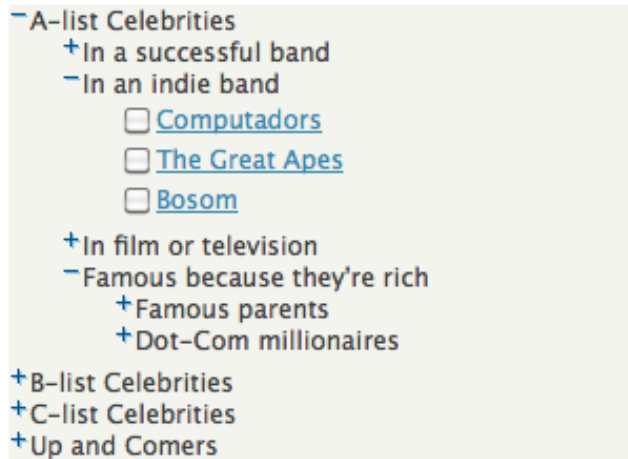 −A-list Celebrities
+In a successful band
−In an indie band
Computadors
The Great Apes
Bosom
+In film or television
−Famous because they're rich
+Famous parents
+Dot-Com millionaires
+B-list Celebrities
+C-list Celebrities
+Up and Comers